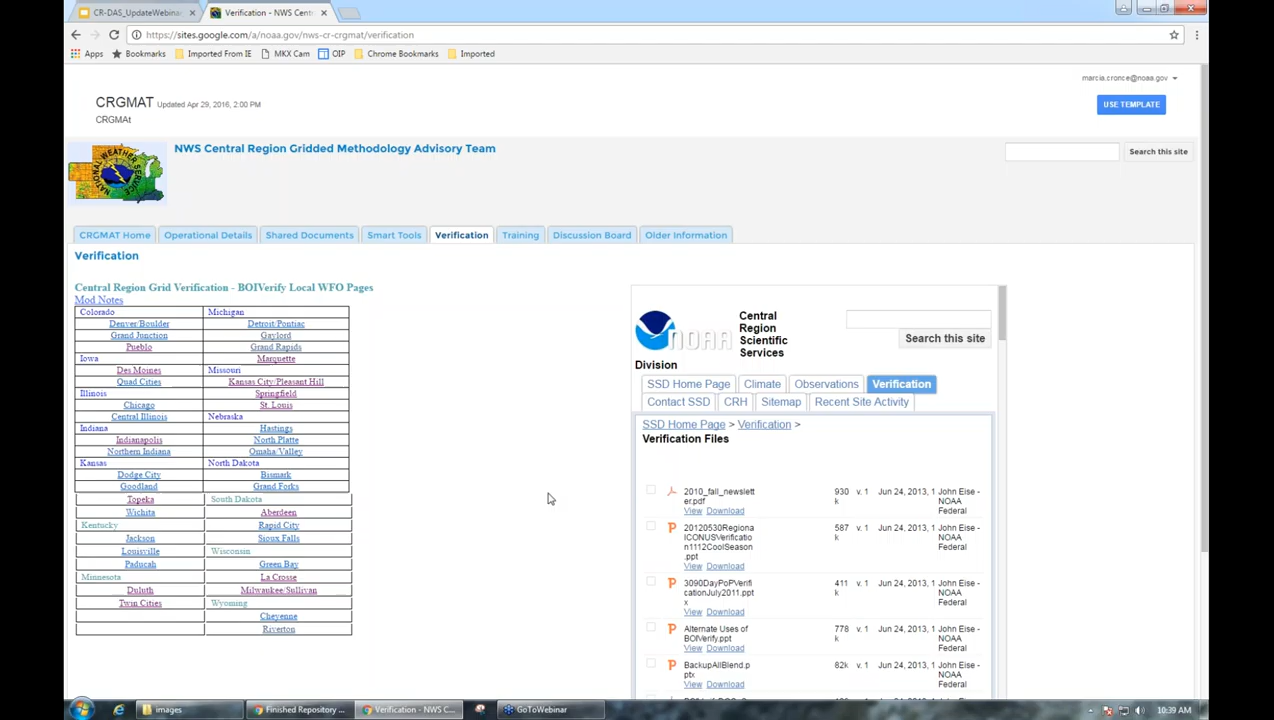 CR-DAS_UpdateWebina
Verification - NWS Cent
https://sites.google.com/a/noaa.gov/nws-cr-crgmat/verification
Apps Bookmarks Imported From IE MKX Cam OIP Chrome Bookmarks Imported
marcia.cronce@noaa.gov
CRGMAT Updated Apr 29, 2016, 2:00 PM
USE TEMPLATE
CRGMAt
NATIONAL WEATHER SERVICE
NWS Central Region Gridded Methodology Advisory Team
Search this site
CRGMAT Home Operational Details Shared Documents Smart Tools Verification Training Discussion Board Older Information
Verification
Central Region Grid Verification - BOIVerify Local WFO Pages
Mod Notes
Colorado Michigan
Denver/Boulder Detroit/Pontiac
Grand Junction Gaylord
Pueblo Grand Rapids
Iowa Marquette
Des Moines Missouri
Quad Cities Kansas City/Pleasant Hill
Illinois Springfield
Chicago St. Louis
Central Illinois Nebraska
Indiana Hastings
Indianapolis North Platte
Northern Indiana Omaha/Valley
Kansas North Dakota
Dodge City Bismark
Goodland Grand Forks
Topeka South Dakota
Wichita Aberdeen
Kentucky Rapid City
Jackson Sioux Falls
Louisville Wisconsin
Paducah Green Bay
Minnesota La Crosse
Duluth Milwaukee/Sullivan
Twin Cities Wyoming
Cheyenne
Riverton
NOAA
Central
Region
Scientific
Services
Division
Search this site
SSD Home Page Climate Observations Verification
Contact SSD CRH Sitemap Recent Site Activity
SSD Home Page > Verification >
Verification Files
2010_fall_newslett 930 v. 1 Jun 24, 2013, 1 John Eise -
er.pdf k NOAA
View Download Federal
20120530Regiona 587 v. 1 Jun 24, 2013, 1 John Eise -
lCONUSVerificatio k NOAA
n1112CoolSeason Federal
.ppt
View Download
3090DayPoPVerifi 411 v. 1 Jun 24, 2013, 1 John Eise -
cationJuly2011.ppt k NOAA
x Federal
View Download
Alternate Uses of 778 v. 1 Jun 24, 2013, 1 John Eise -
BOIVerify.ppt k NOAA
View Download Federal
BackupAllBlend.p 82k v. 1 Jun 24, 2013, 1 John Eise -
ptx NOAA
View Download Federal
images
Finished Repository ...
Verification - NWS C...
GoToWebinar
10:39 AM